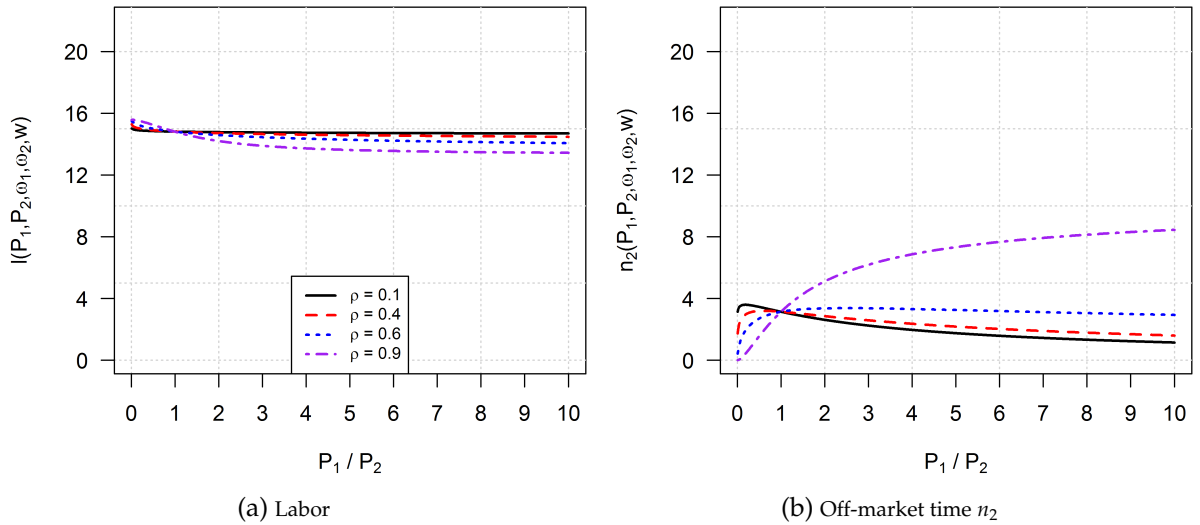 20
16
12
8
4
0
l(P1,P2,ω1,ω2,w)
ρ = 0.1
ρ = 0.4
ρ = 0.6
ρ = 0.9
0 1 2 3 4 5 6 7 8 9 10
P1 / P2
(a) Labor
20
16
12
8
4
0
n2(P1,P2,ω1,ω2,w)
0 1 2 3 4 5 6 7 8 9 10
P1 / P2
(b) Off-market time n2